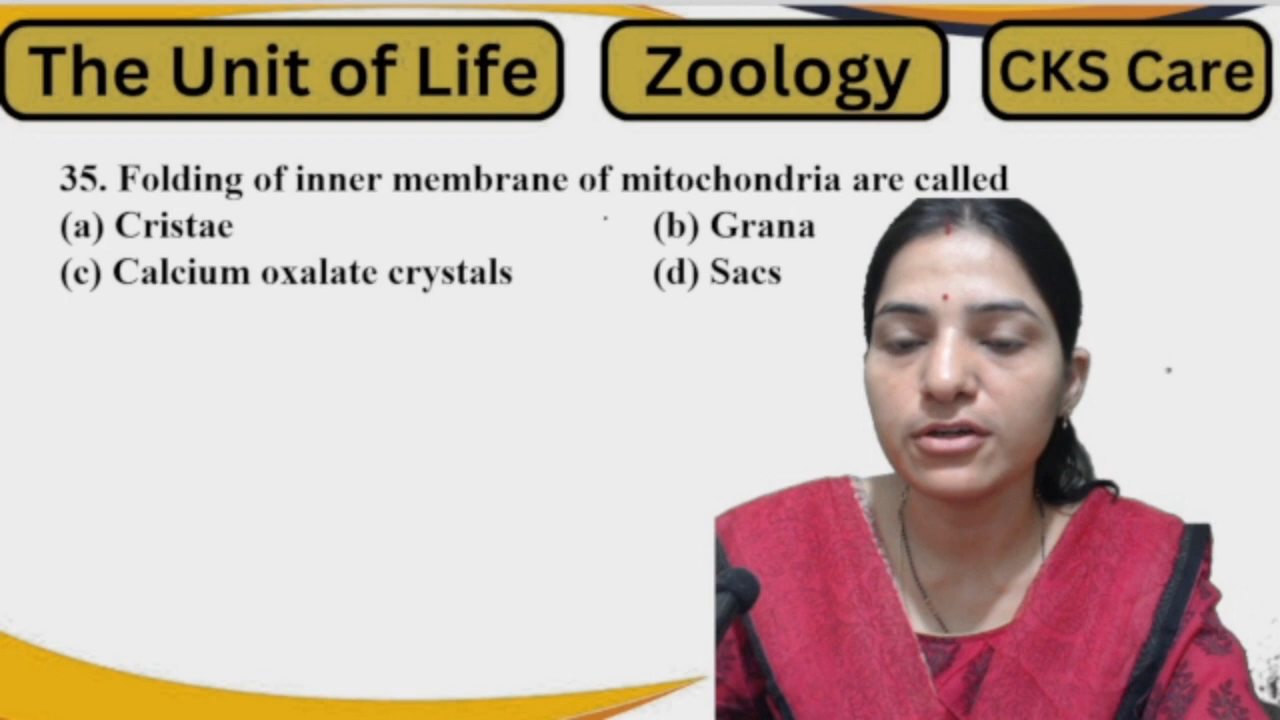 The Unit of Life Zoology CKS Care
35. Folding of inner membrane of mitochondria are called
(a) Cristae (b) Grana
(c) Calcium oxalate crystals (d) Sacs